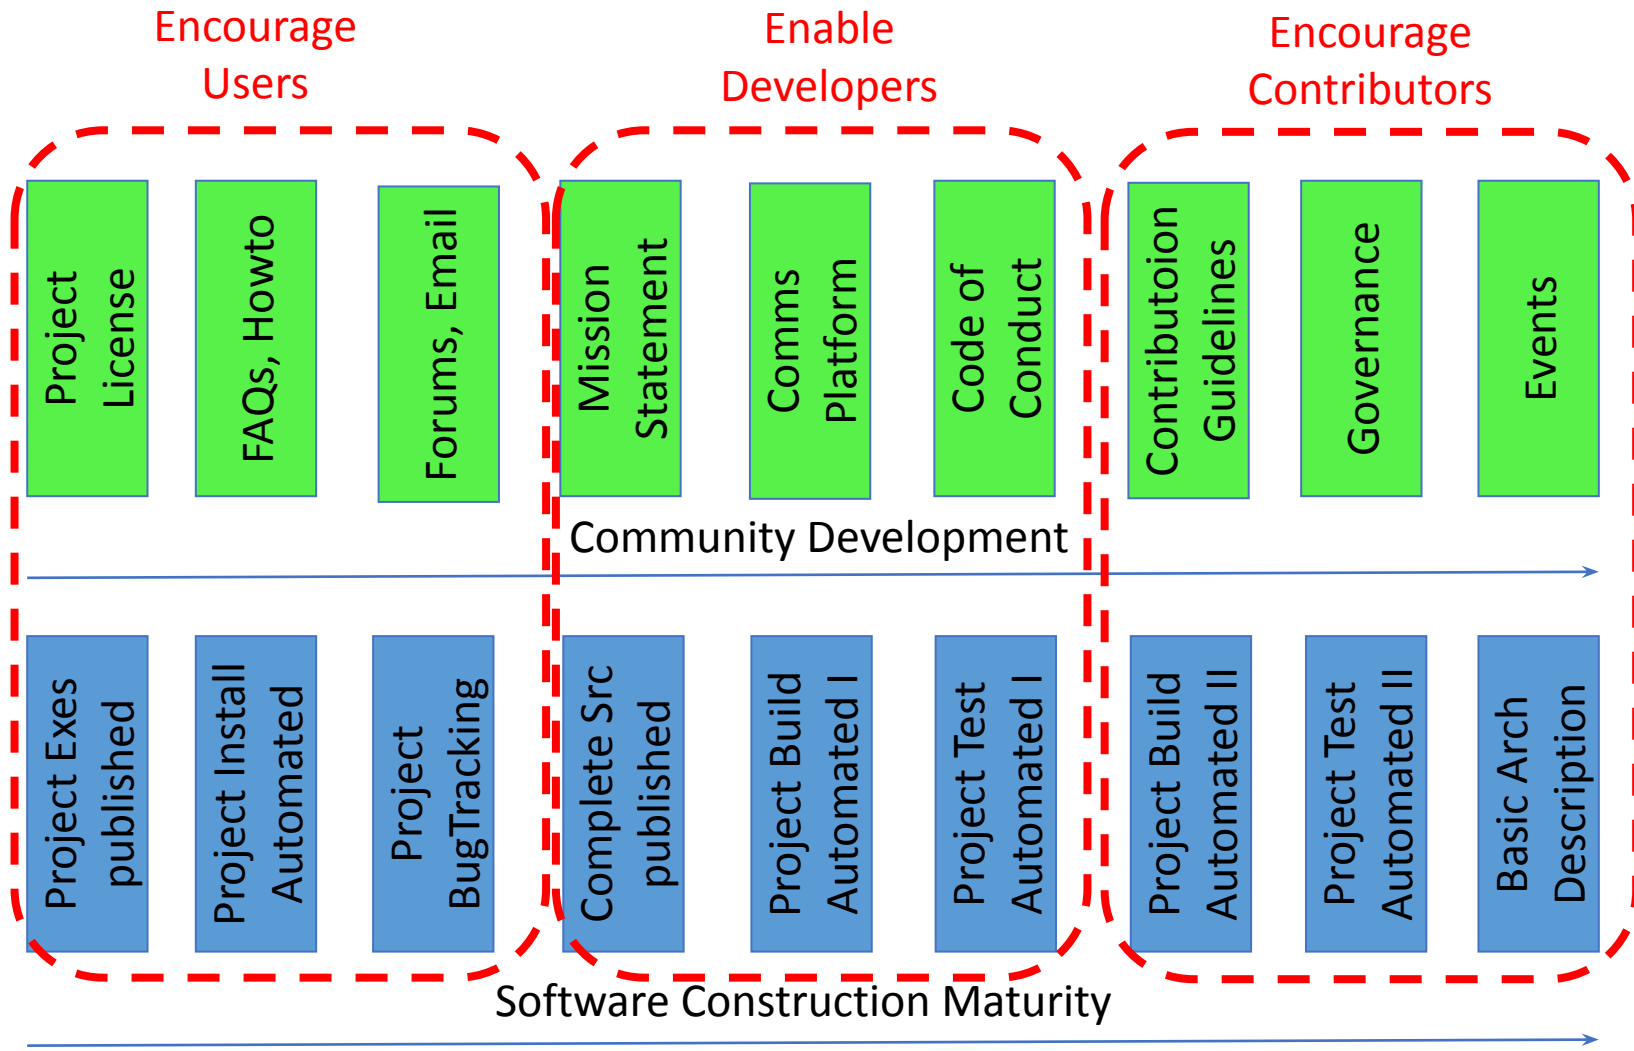 Encourage
Users
Enable
Developers
Encourage
Contributors
Project
License
FAQs, Howto
Forums, Email
Mission
Statement
Comms
Platform
Code of
Conduct
Contributoion
Guidelines
Governance
Events
Community Development
Project Exes
published
Project Install
Automated
Project
BugTracking
Complete Src
published
Project Build
Automated I
Project Test
Automated I
Project Build
Automated II
Project Test
Automated II
Basic Arch
Description
Software Construction Maturity